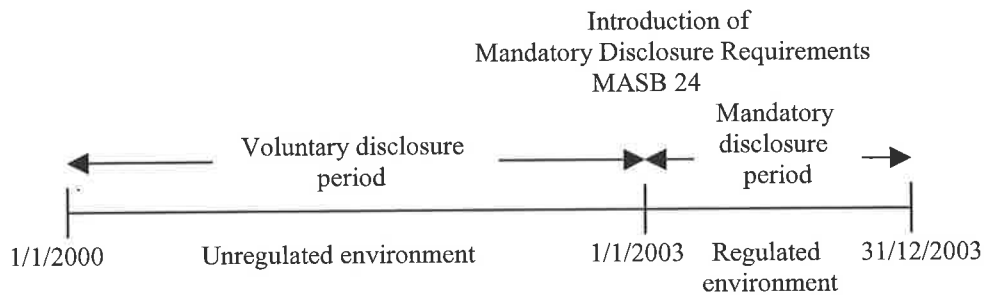 Introduction of
Mandatory Disclosure Requirements
MASB 24
Voluntary disclosure
period
Mandatory
disclosure
period
1/1/2000
Unregulated environment
1/1/2003
Regulated
environment
31/12/2003